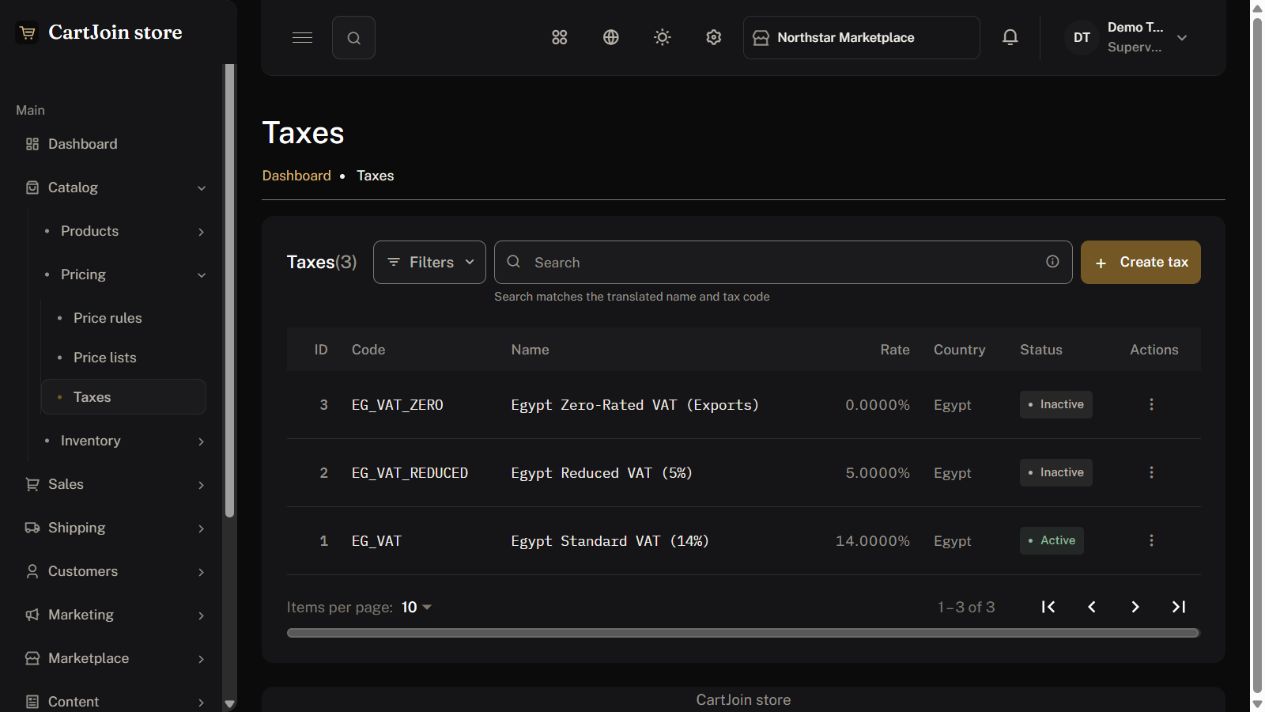 CartJoin store
Northstar Marketplace
DT
Demo T...
Superv...
Main
Dashboard
Catalog
Products
Pricing
Price rules
Price lists
Taxes
Inventory
Sales
Shipping
Customers
Marketing
Marketplace
Content
Taxes
Dashboard • Taxes
Taxes(3)
Filters
Search
Create tax
Search matches the translated name and tax code
ID Code Name Rate Country Status Actions
3 EG_VAT_ZERO Egypt Zero-Rated VAT (Exports) 0.0000% Egypt • Inactive
2 EG_VAT_REDUCED Egypt Reduced VAT (5%) 5.0000% Egypt • Inactive
1 EG_VAT Egypt Standard VAT (14%) 14.0000% Egypt • Active
Items per page: 10
1–3 of 3
CartJoin store